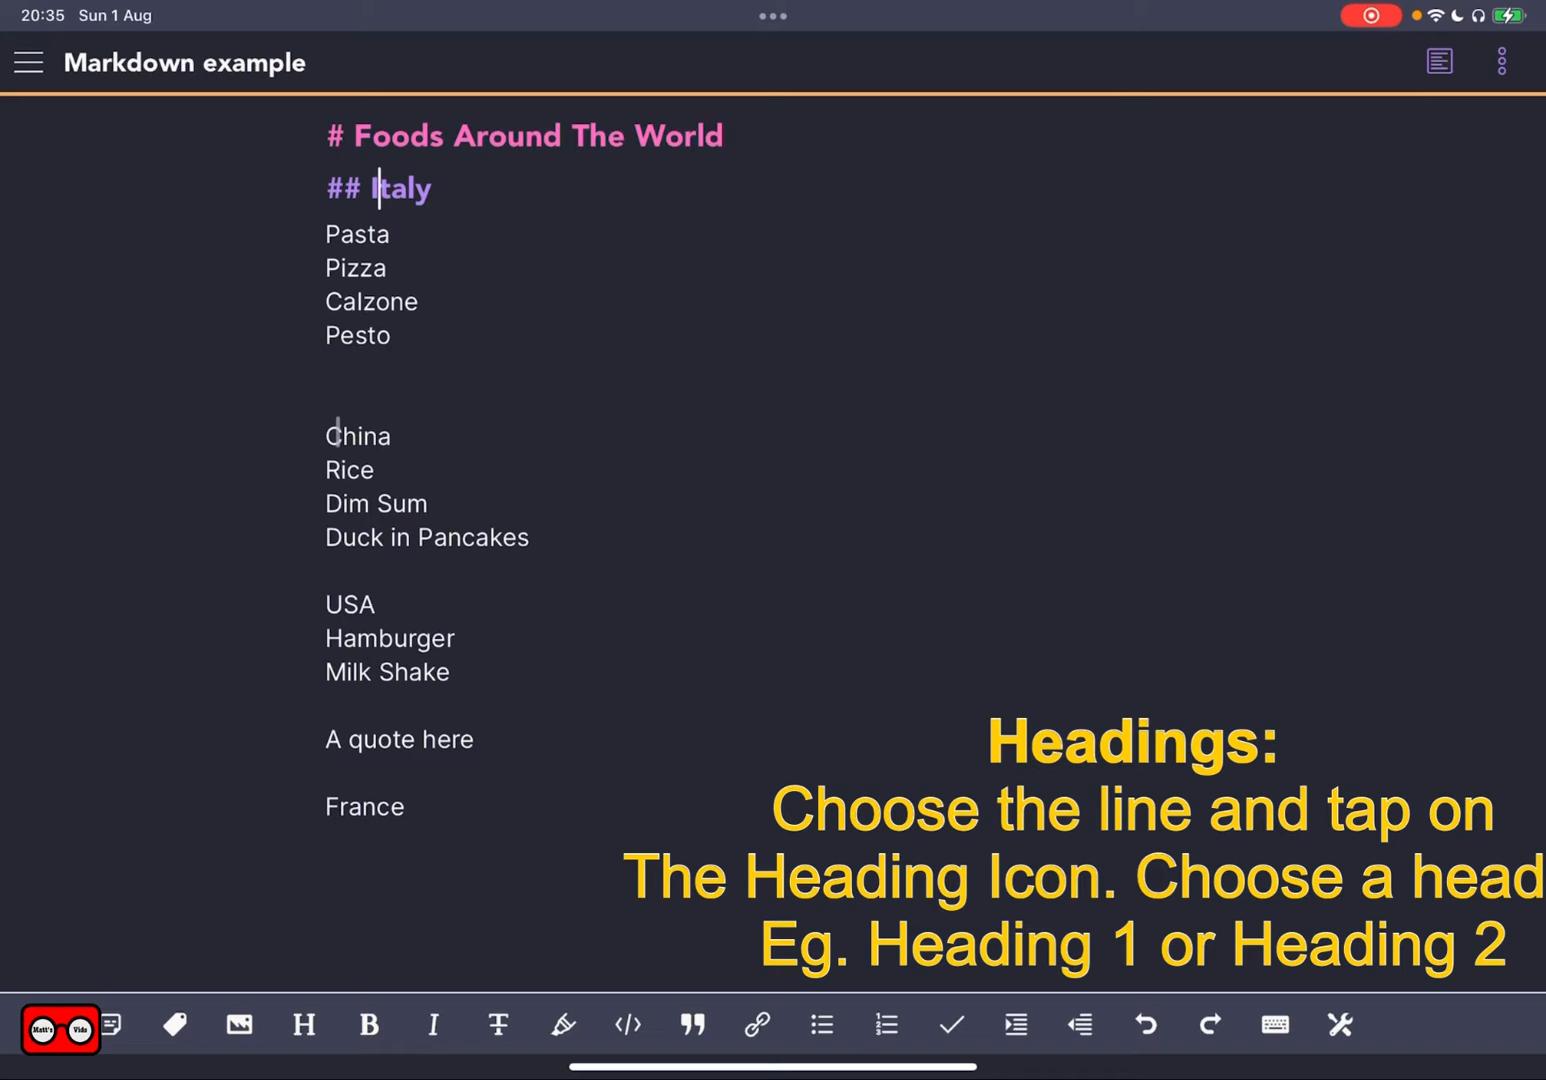 20:35 Sun 1 Aug
Markdown example
# Foods Around The World
## Italy
Pasta
Pizza
Calzone
Pesto
China
Rice
Dim Sum
Duck in Pancakes
USA
Hamburger
Milk Shake
A quote here
France
Headings:
Choose the line and tap on
The Heading Icon. Choose a head
Eg. Heading 1 or Heading 2
Matt's Vids
H B I T </>